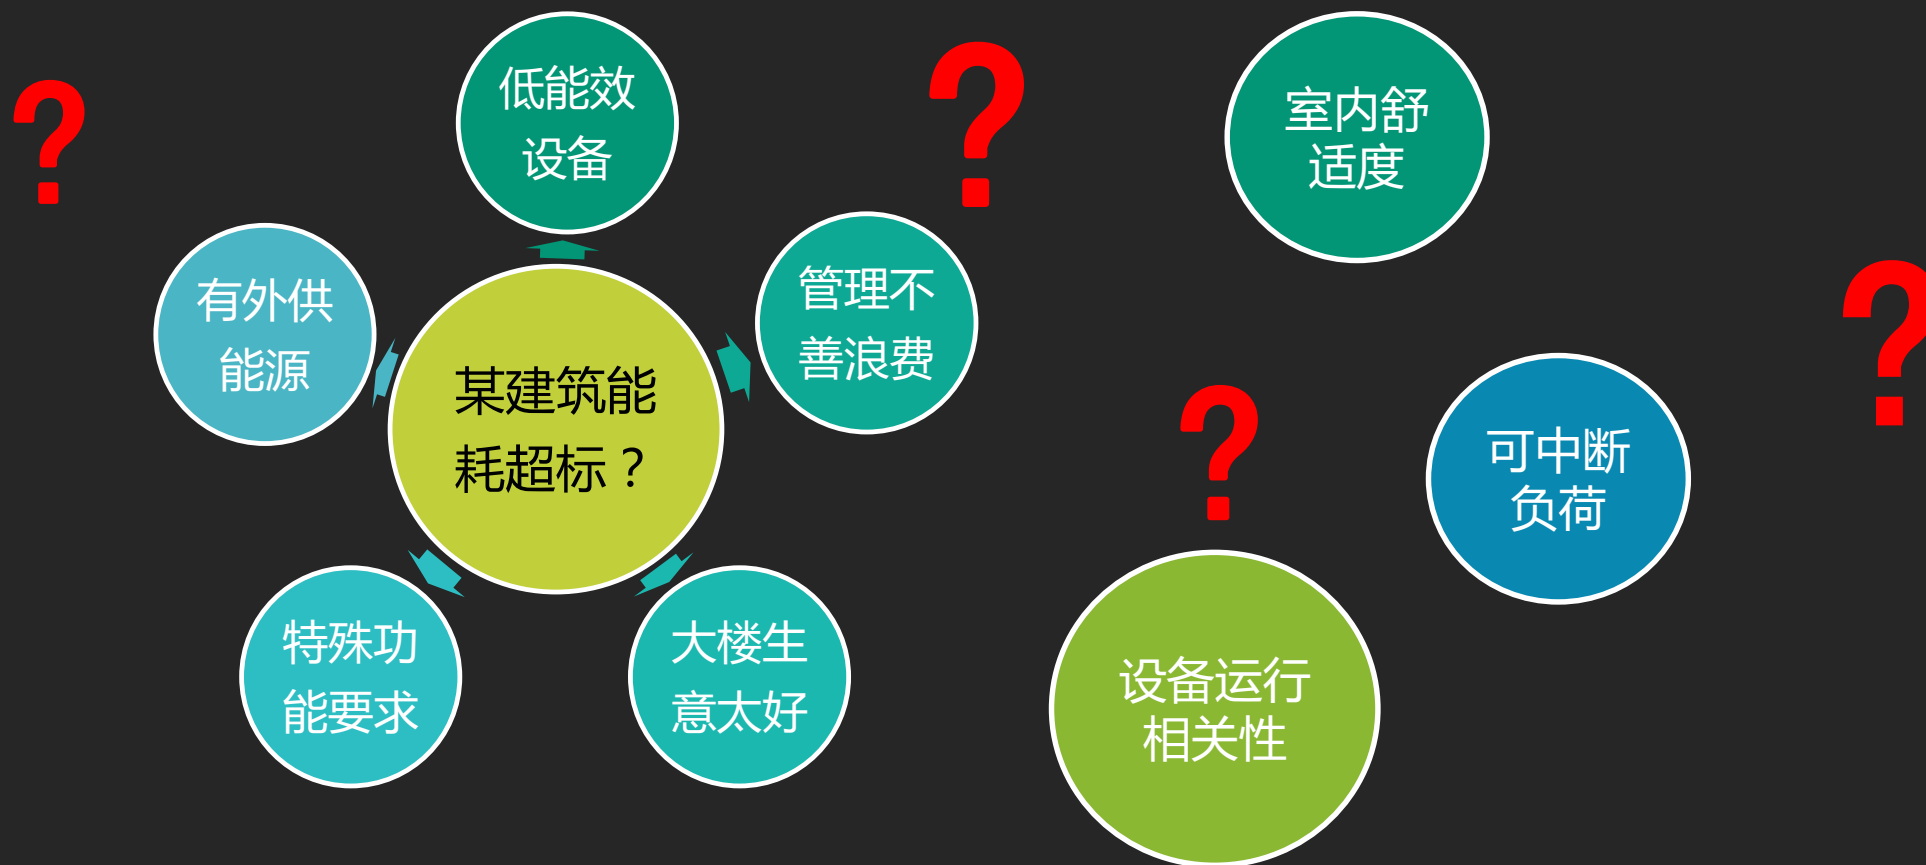 ?
低能效
设备
?
室内舒
适度
有外供
能源
管理不
善浪费
某建筑能
耗超标？
?
可中断
负荷
?
特殊功
能要求
大楼生
意太好
设备运行
相关性